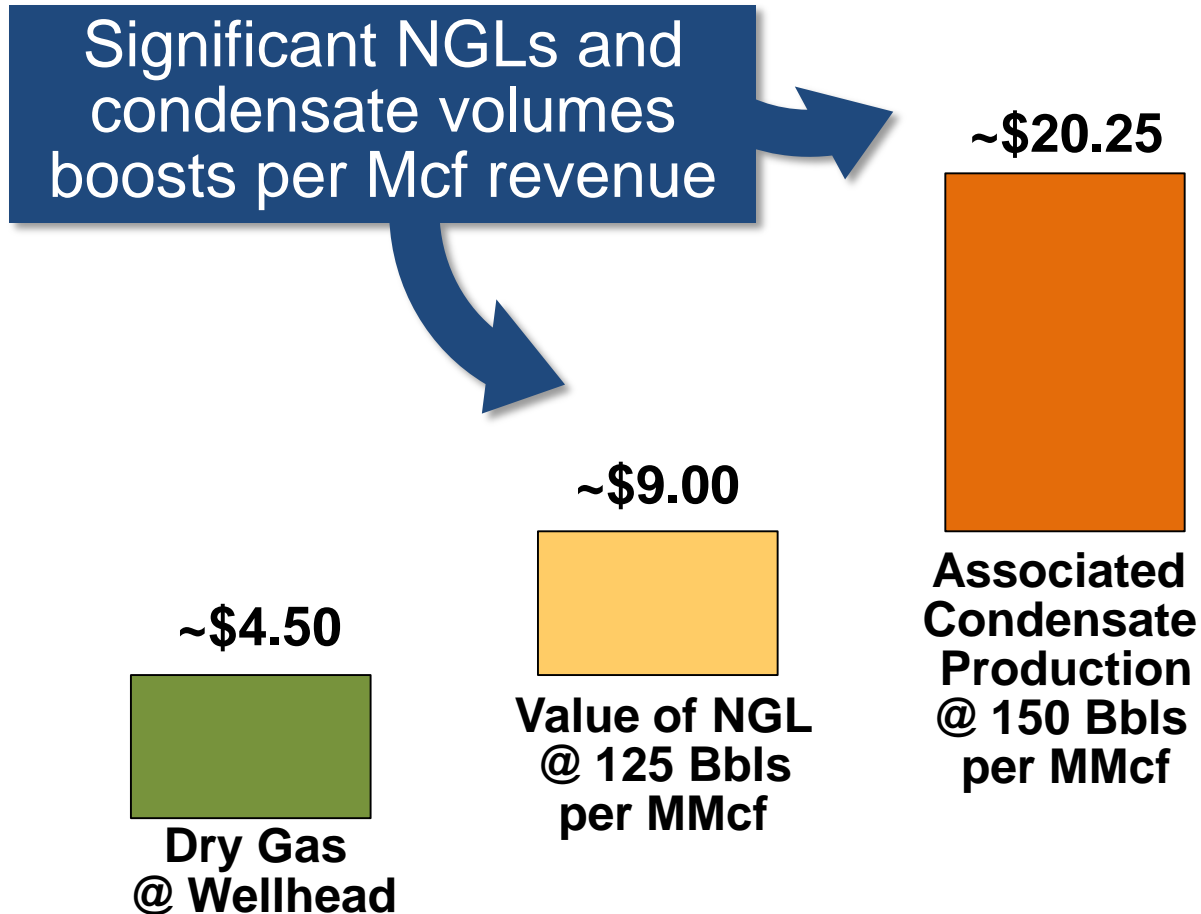 Significant NGLs and
condensate volumes
boosts per Mcf revenue
~$20.25
Associated
Condensate
Production
@ 150 Bbls
per MMcf
~$9.00
Value of NGL
@ 125 Bbls
per MMcf
~$4.50
Dry Gas
@ Wellhead